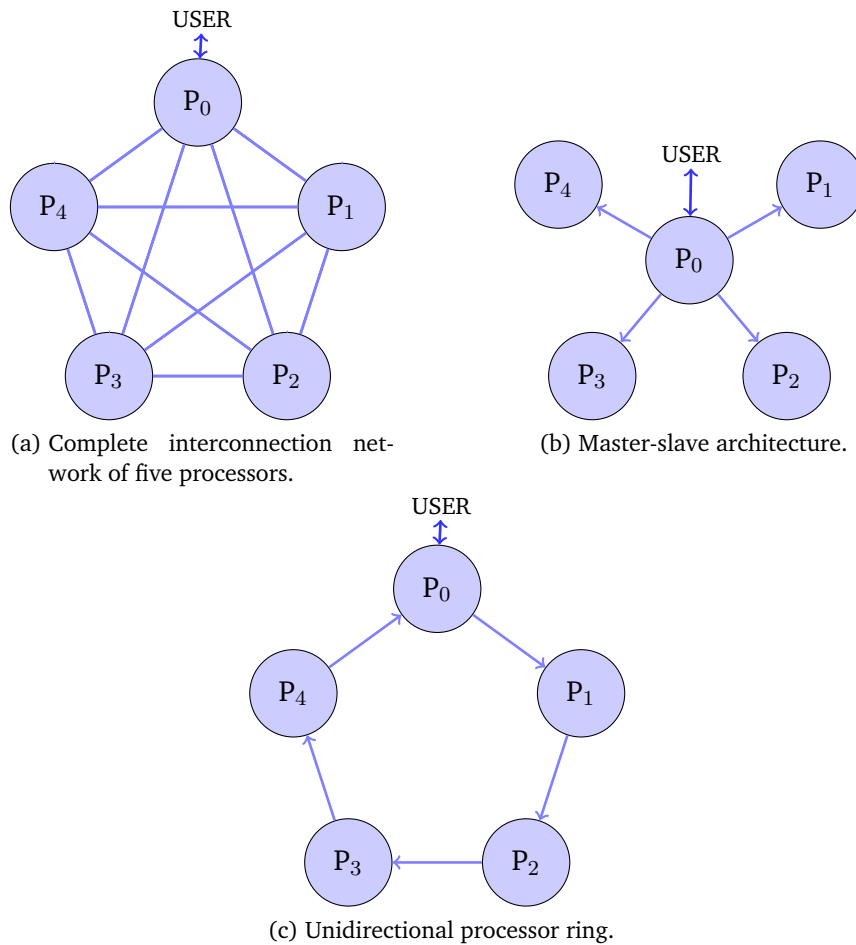 USER
P₀
P₄
P₁
P₃
P₂
(a) Complete interconnection net-
work of five processors.
USER
P₄
P₁
P₀
P₃
P₂
(b) Master-slave architecture.
USER
P₀
P₄
P₁
P₃
P₂
(c) Unidirectional processor ring.